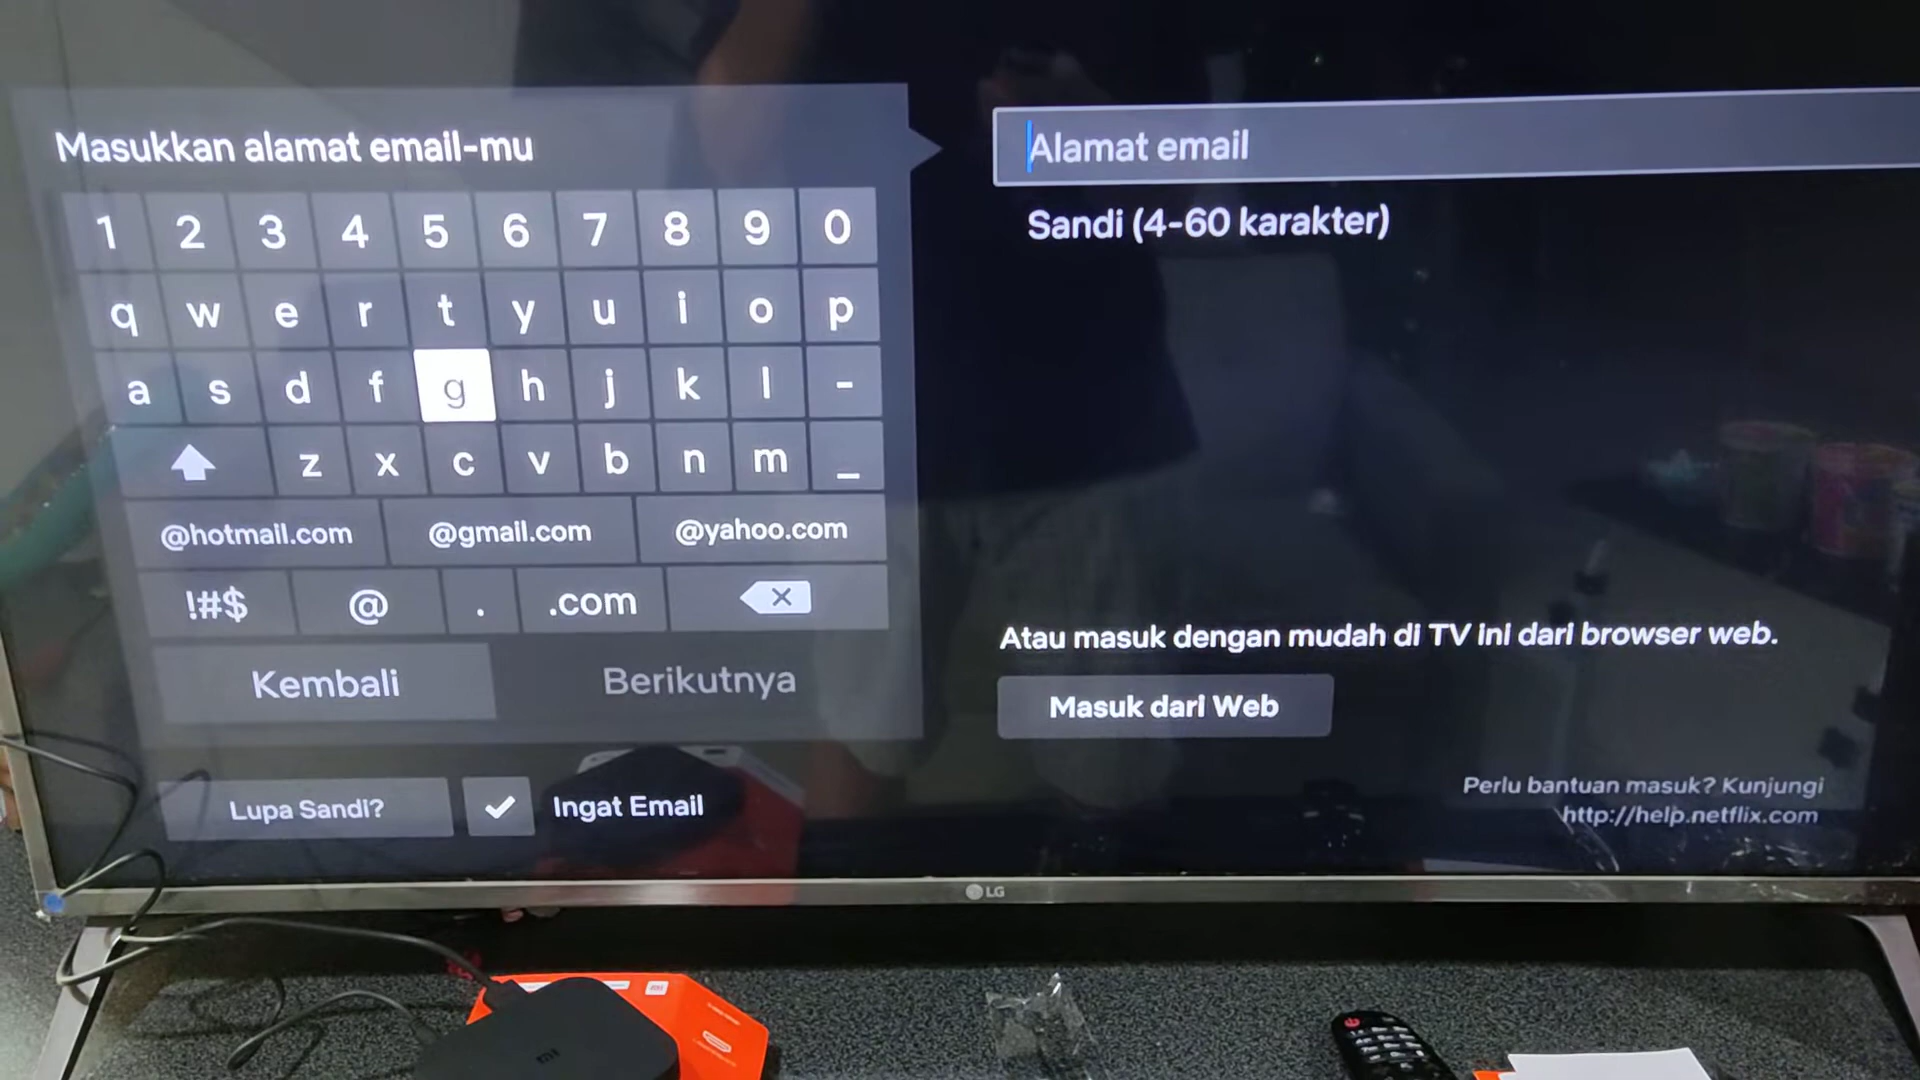 Masukkan alamat email-mu
1 2 3 4 5 6 7 8 9 0
q w e r t y u i o p
a s d f g h j k l -
z x c v b n m _
@hotmail.com @gmail.com @yahoo.com
!#$ @ . .com
Kembali Berikutnya
Lupa Sandi? Ingat Email
Alamat email
Sandi (4-60 karakter)
Atau masuk dengan mudah di TV ini dari browser web.
Masuk dari Web
Perlu bantuan masuk? Kunjungi
http://help.netflix.com
LG
mi
mi